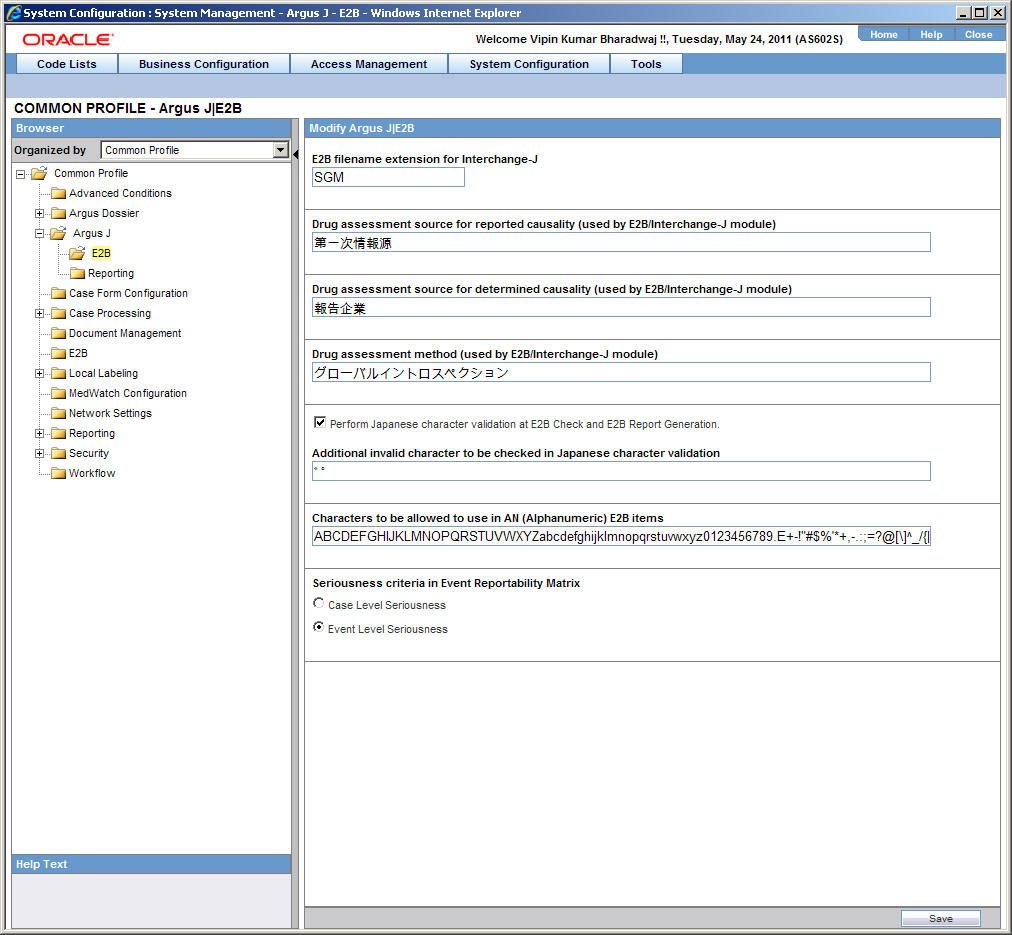 System Configuration : System Management - Argus J - E2B - Windows Internet Explorer
ORACLE
Welcome Vipin Kumar Bharadwaj !!, Tuesday, May 24, 2011 (AS602S)
Home Help Close
Code Lists Business Configuration Access Management System Configuration Tools
COMMON PROFILE - Argus J|E2B
Browser
Organized by Common Profile
Common Profile
Advanced Conditions
Argus Dossier
Argus J
E2B
Reporting
Case Form Configuration
Case Processing
Document Management
E2B
Local Labeling
MedWatch Configuration
Network Settings
Reporting
Security
Workflow
Help Text
Modify Argus J|E2B
E2B filename extension for Interchange-J
SGM
Drug assessment source for reported causality (used by E2B/Interchange-J module)
第一次情報源
Drug assessment source for determined causality (used by E2B/Interchange-J module)
報告企業
Drug assessment method (used by E2B/Interchange-J module)
グローバルイントロスペクション
Perform Japanese character validation at E2B Check and E2B Report Generation.
Additional invalid character to be checked in Japanese character validation
Characters to be allowed to use in AN (Alphanumeric) E2B items
ABCDEFGHIJKLMNOPQRSTUVWXYZabcdefghijklmnopqrstuvwxyz0123456789.E+-!"#$%'*+,-.:;=?@[\]^_/{|
Seriousness criteria in Event Reportability Matrix
Case Level Seriousness
Event Level Seriousness
Save